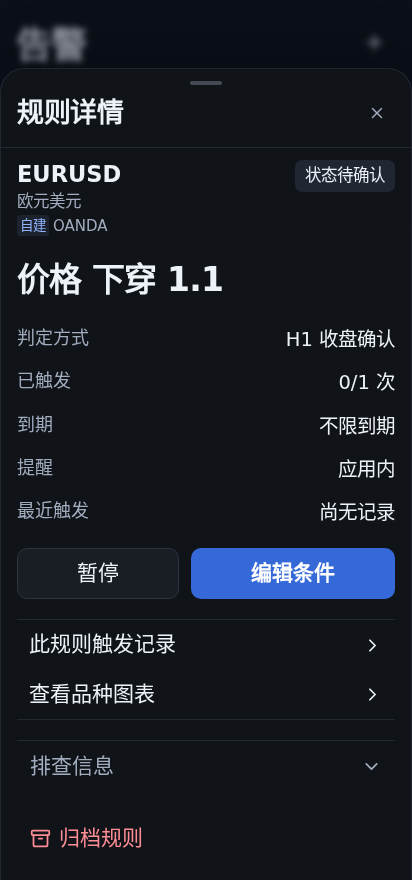 告警
规则详情
EURUSD
状态待确认
欧元美元
自建 OANDA
价格 下穿 1.1
判定方式
H1 收盘确认
已触发
0/1 次
到期
不限到期
提醒
应用内
最近触发
尚无记录
暂停
编辑条件
此规则触发记录
查看品种图表
排查信息
归档规则